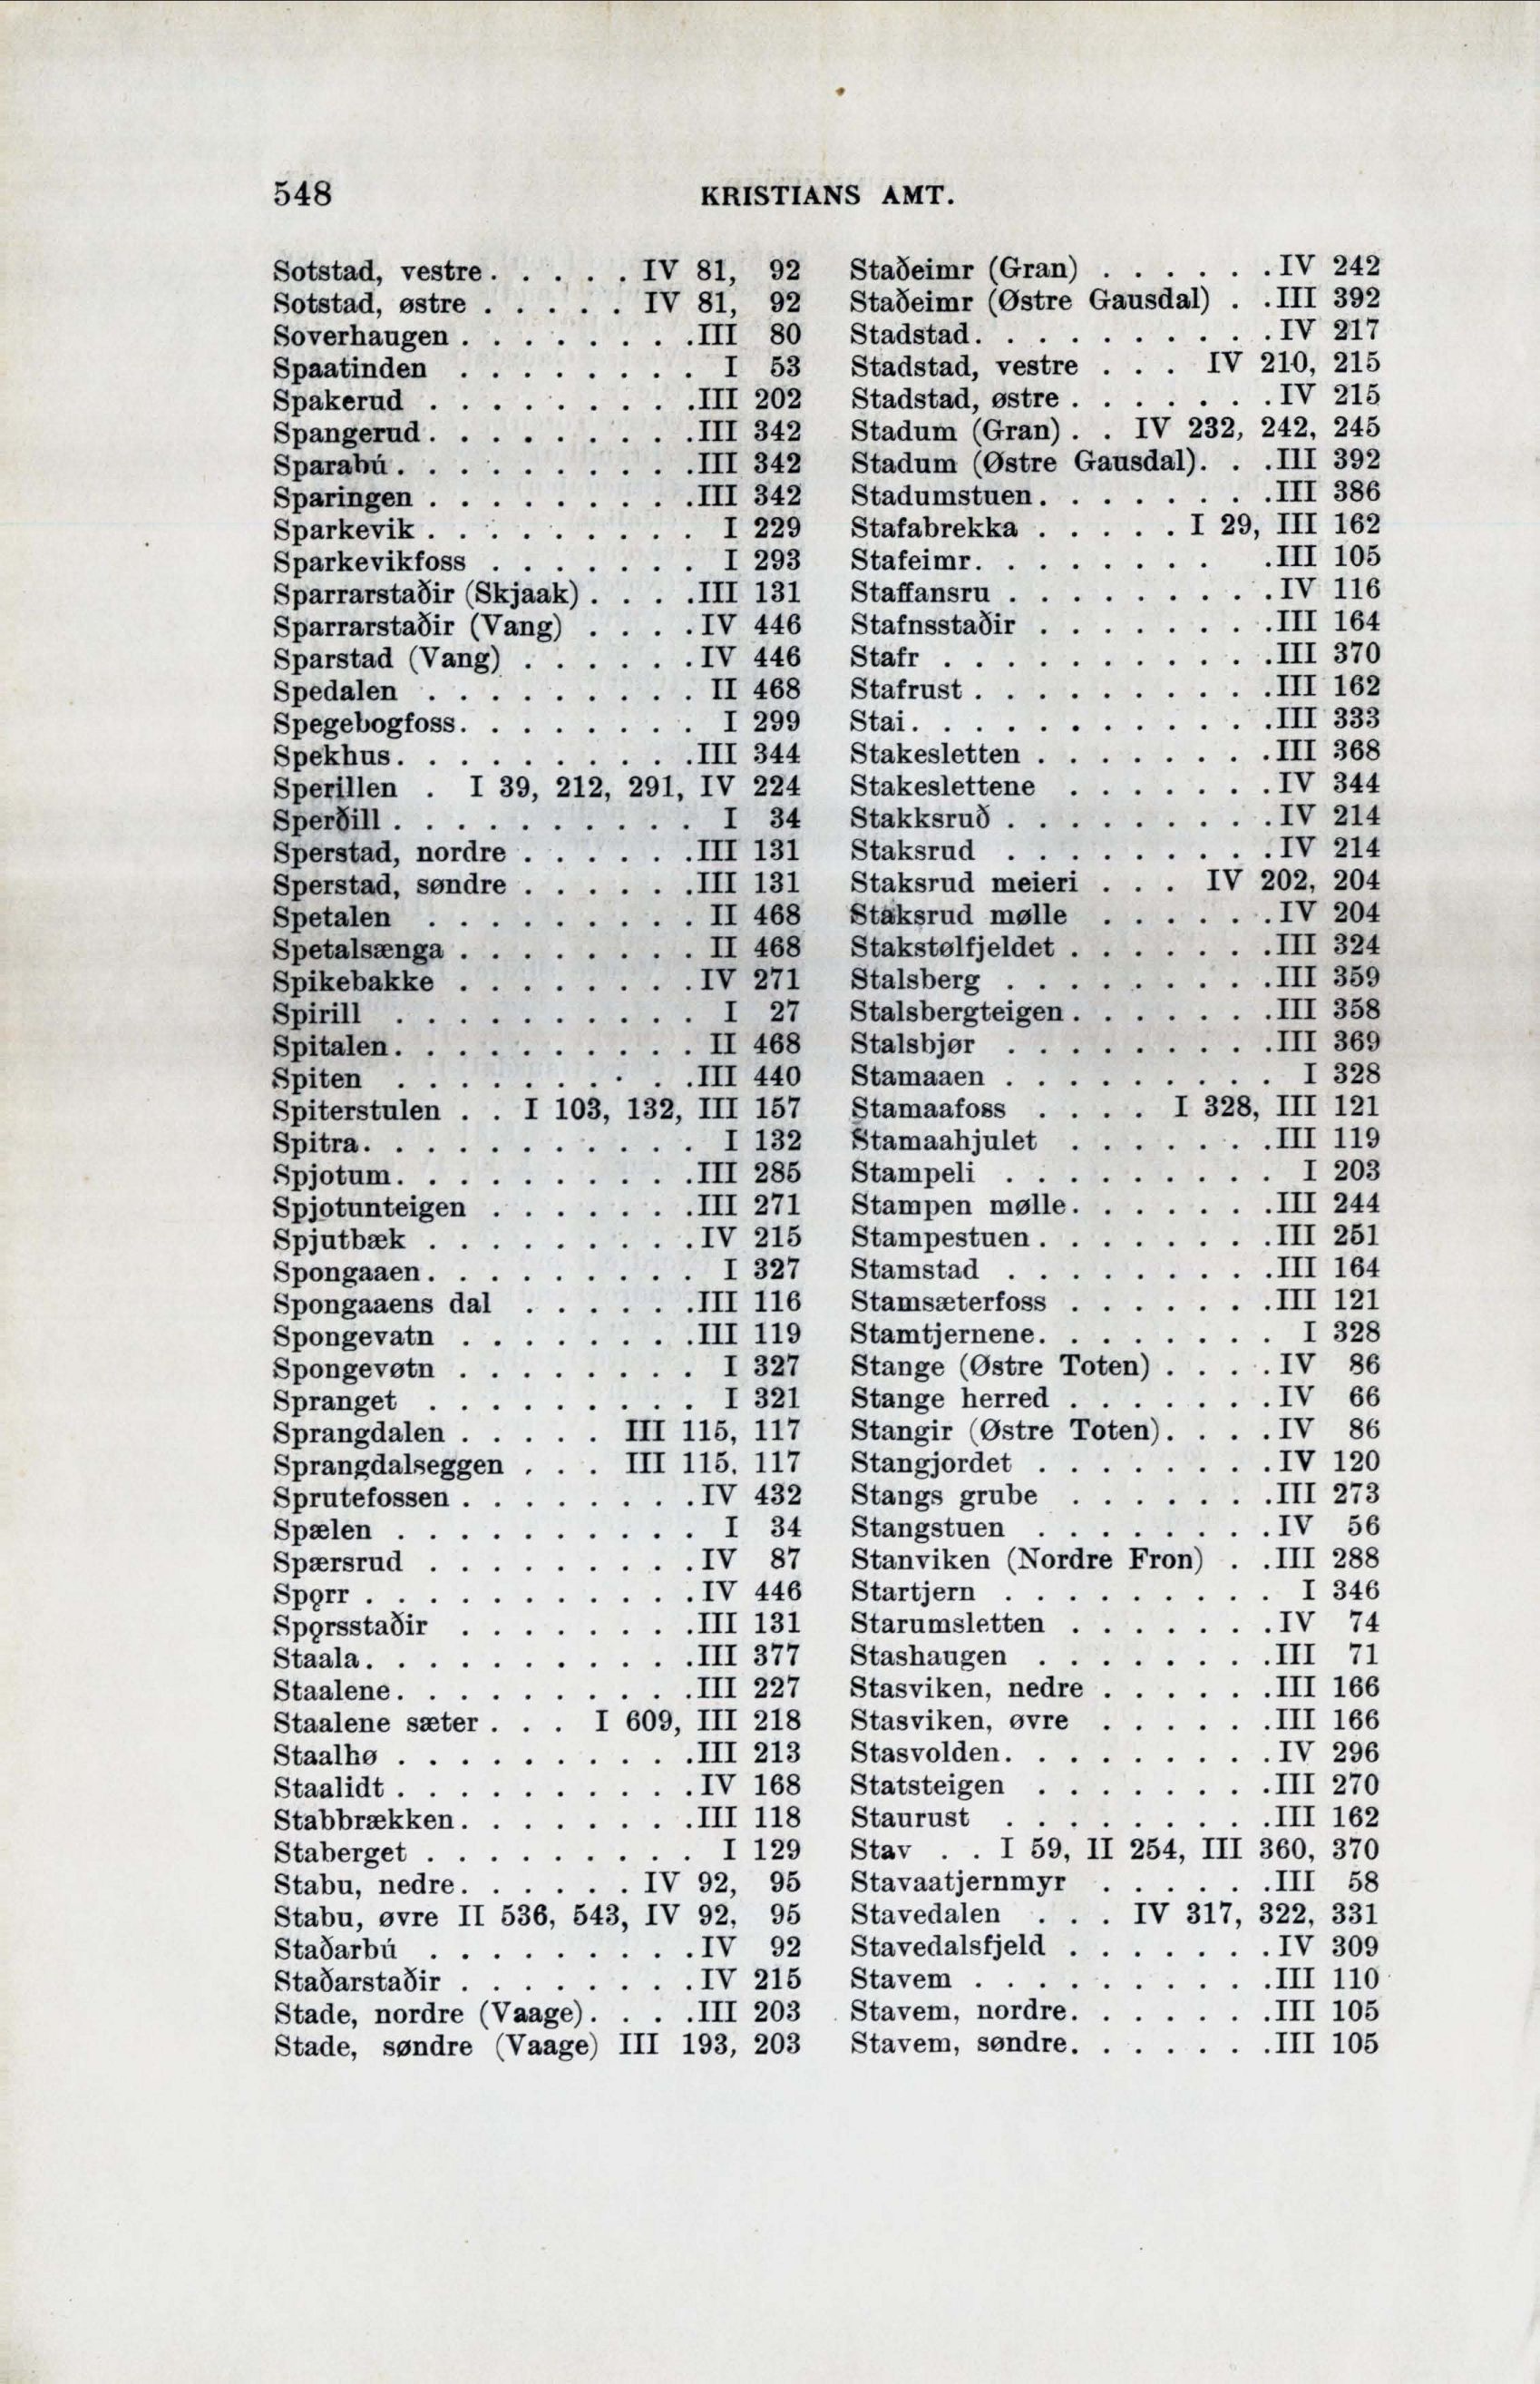 548
KRISTIANS AMT.
Sotstad, vestre. . . . . . IV 81, 92
Sotstad, østre . . . . . IV 81, 92
Soverhaugen . . . . . . . .III 80
Spaatinden . . . . . . . . I 53
Spakerud . . . . . . . . .III 202
Spangerud. . . . . . . . .III 342
Sparabú. . . . . . . . . .III 342
Sparingen . . . . . . . . .III 342
Sparkevik . . . . . . . . . I 229
Sparkevikfoss . . . . . . . I 293
Sparrarstaðir (Skjaak) . . . .III 131
Sparrarstaðir (Vang) . . . . IV 446
Sparstad (Vang) . . . . . . IV 446
Spedalen . . . . . . . . . II 468
Spegebogfoss. . . . . . . . I 299
Spekhus. . . . . . . . . .III 344
Sperillen . I 39, 212, 291, IV 224
Sperðill . . . . . . . . . . I 34
Sperstad, nordre . . . . . .III 131
Sperstad, søndre . . . . . .III 131
Spetalen . . . . . . . . . II 468
Spetalsænga . . . . . . . . II 468
Spikebakke . . . . . . . . IV 271
Spirill . . . . . . . . . . I 27
Spitalen. . . . . . . . . . II 468
Spiten . . . . . . . . . .III 440
Spiterstulen . . I 103, 132, III 157
Spitra. . . . . . . . . . . I 132
Spjotum. . . . . . . . . .III 285
Spjotunteigen . . . . . . .III 271
Spjutbæk . . . . . . . . . IV 215
Spongaaen. . . . . . . . . I 327
Spongaaens dal . . . . . .III 116
Spongevatn . . . . . . . .III 119
Spongevøtn . . . . . . . . I 327
Spranget . . . . . . . . . I 321
Sprangdalen . . . . . III 115, 117
Sprangdalseggen . . . III 115, 117
Sprutefossen . . . . . . . . IV 432
Spælen . . . . . . . . . . I 34
Spærsrud . . . . . . . . . IV 87
Spǫrr . . . . . . . . . . . IV 446
Spǫrsstaðir . . . . . . . .III 131
Staala. . . . . . . . . . .III 377
Staalene. . . . . . . . . .III 227
Staalene sæter . . . I 609, III 218
Staalhø . . . . . . . . . .III 213
Staalidt . . . . . . . . . . IV 168
Stabbrækken. . . . . . . .III 118
Staberget . . . . . . . . . I 129
Stabu, nedre. . . . . . IV 92, 95
Stabu, øvre II 536, 543, IV 92, 95
Staðarbú . . . . . . . . . IV 92
Staðarstaðir . . . . . . . . IV 215
Stade, nordre (Vaage). . . .III 203
Stade, søndre (Vaage) III 193, 203
Staðeimr (Gran) . . . . . . IV 242
Staðeimr (Østre Gausdal) . .III 392
Stadstad. . . . . . . . . . IV 217
Stadstad, vestre . . . IV 210, 215
Stadstad, østre . . . . . . . IV 215
Stadum (Gran) . . IV 232, 242, 245
Stadum (Østre Gausdal). . .III 392
Stadumstuen. . . . . . . .III 386
Stafabrekka . . . . . I 29, III 162
Stafeimr. . . . . . . . .III 105
Staffansru . . . . . . . . . IV 116
Stafnsstaðir . . . . . . . .III 164
Stafr . . . . . . . . . . .III 370
Stafrust . . . . . . . . . .III 162
Stai. . . . . . . . . . . .III 333
Stakesletten . . . . . . . .III 368
Stakeslettene . . . . . . . IV 344
Stakksruð . . . . . . . . . IV 214
Staksrud . . . . . . . . . IV 214
Staksrud meieri . . . IV 202, 204
Staksrud mølle . . . . . . IV 204
Stakstølfjeldet . . . . . . .III 324
Stalsberg . . . . . . . . .III 359
Stalsbergteigen . . . . . . .III 358
Stalsbjør . . . . . . . . .III 369
Stamaaen . . . . . . . . . I 328
Stamaafoss . . . . I 328, III 121
Stamaahjulet . . . . . . .III 119
Stampeli . . . . . . . . . I 203
Stampen mølle. . . . . . .III 244
Stampestuen . . . . . . . .III 251
Stamstad . . . . . . . . .III 164
Stamsæterfoss . . . . . . .III 121
Stamtjernene. . . . . . . . I 328
Stange (Østre Toten) . . . . IV 86
Stange herred . . . . . . . IV 66
Stangir (Østre Toten). . . . IV 86
Stangjordet . . . . . . . . IV 120
Stangs grube . . . . . . .III 273
Stangstuen . . . . . . . . IV 56
Stanviken (Nordre Fron) . .III 288
Startjern . . . . . . . . . I 346
Starumsletten . . . . . . . IV 74
Stashaugen . . . . . . . .III 71
Stasviken, nedre . . . . . .III 166
Stasviken, øvre . . . . . .III 166
Stasvolden. . . . . . . . . IV 296
Statsteigen . . . . . . . .III 270
Staurust . . . . . . . . .III 162
Stav . . I 59, II 254, III 360, 370
Stavaatjernmyr . . . . . .III 58
Stavedalen . . . IV 317, 322, 331
Stavedalsfjeld . . . . . . . IV 309
Stavem . . . . . . . . . .III 110
Stavem, nordre. . . . . . .III 105
Stavem, søndre. . . . . . .III 105